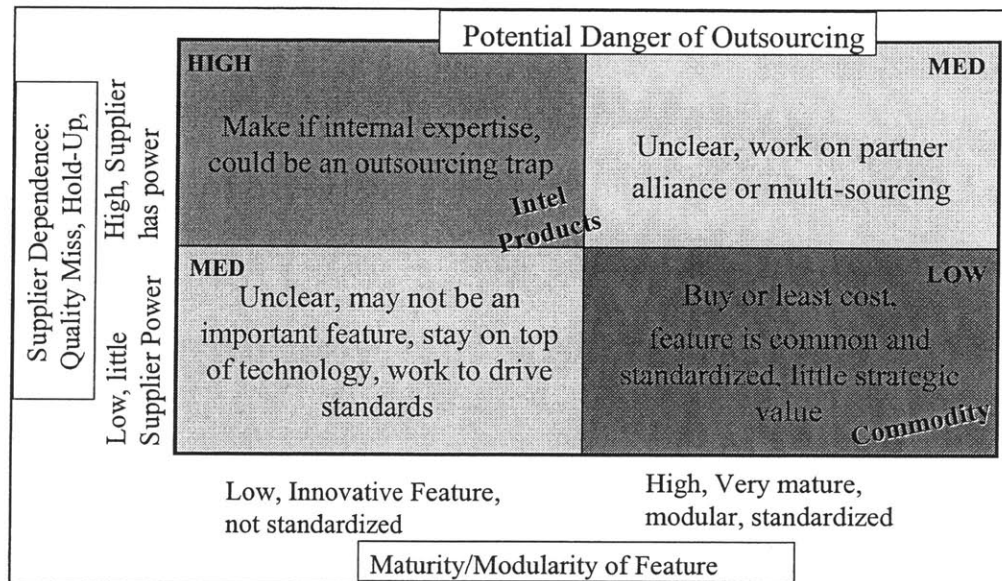 Potential Danger of Outsourcing
Supplier Dependence:
Quality Miss, Hold-Up,
High, Supplier
has power
Low, little
Supplier Power
HIGH
Make if internal expertise,
could be an outsourcing trap
Intel
Products
MED
Unclear, work on partner
alliance or multi-sourcing
MED
Unclear, may not be an
important feature, stay on top
of technology, work to drive
standards
LOW
Buy or least cost,
feature is common and
standardized, little strategic
value
Commodity
Low, Innovative Feature,
not standardized
High, Very mature,
modular, standardized
Maturity/Modularity of Feature